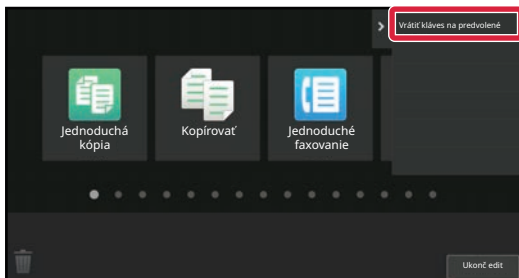 Vrátiť kláves na predvolené
Jednoduchá
kópia
Kopírovať
Jednoduché
faxovanie
Ukonč edit